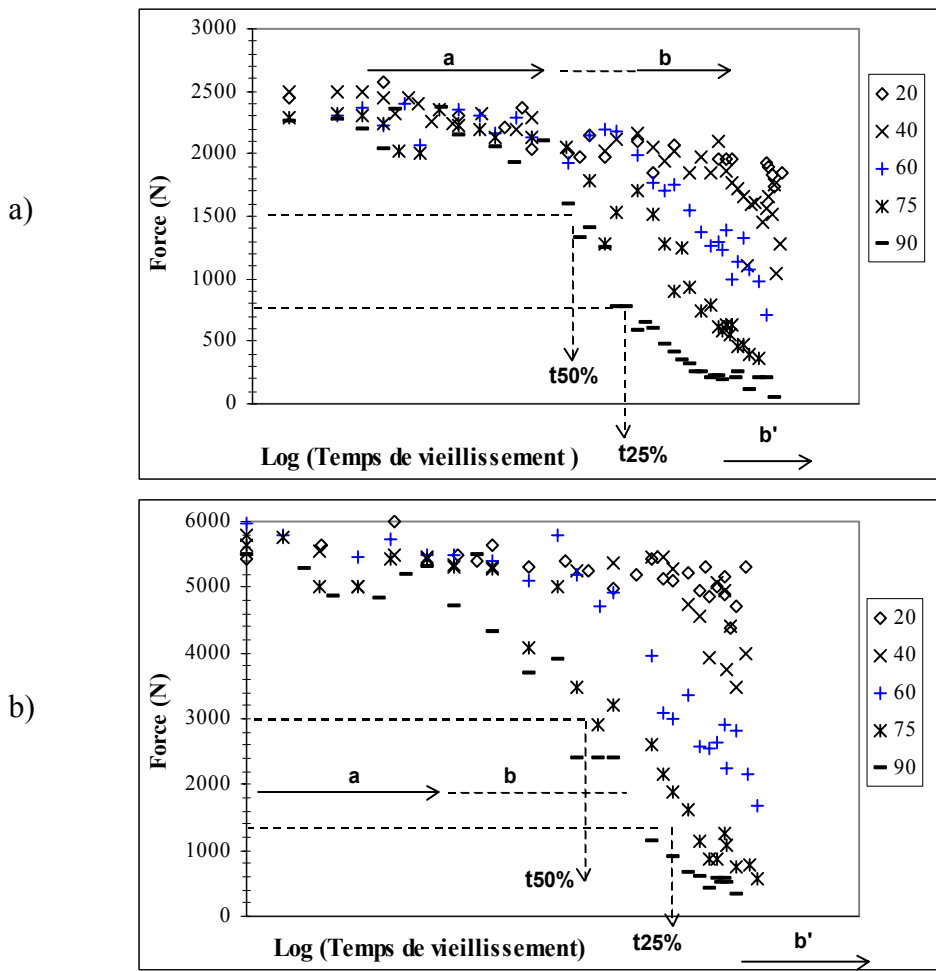 a)
3000
2500
2000
1500
1000
500
0
Force (N)
a
b
t50%
t25%
b'
Log (Temps de vieillissement )
20
40
60
75
90
b)
6000
5000
4000
3000
2000
1000
0
Force (N)
a
b
t50%
t25%
b'
Log (Temps de vieillissement)
20
40
60
75
90